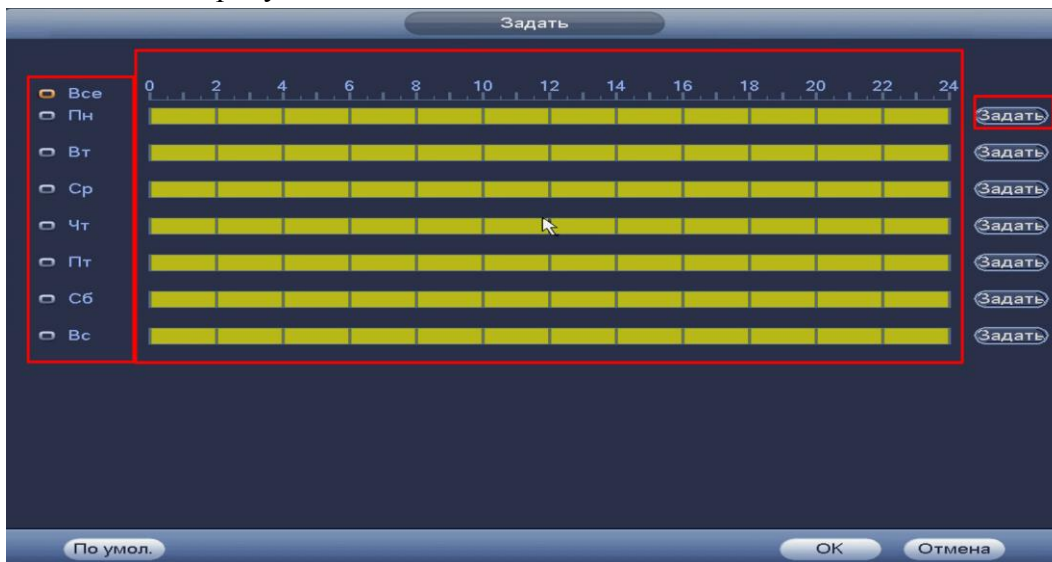 Задать
Все 0 2 4 6 8 10 12 14 16 18 20 22 24
Пн Задать
Вт Задать
Ср Задать
Чт Задать
Пт Задать
Сб Задать
Вс Задать
По умол. OK Отмена